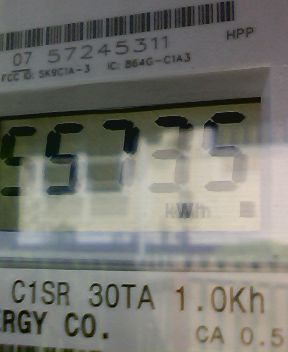 07 57245311
HPP
FCC ID: SK9C1A-3 IC: 864G-C1A3
55735
kWh
C1SR 30TA 1.0Kh
RGY CO.
CA 0.5